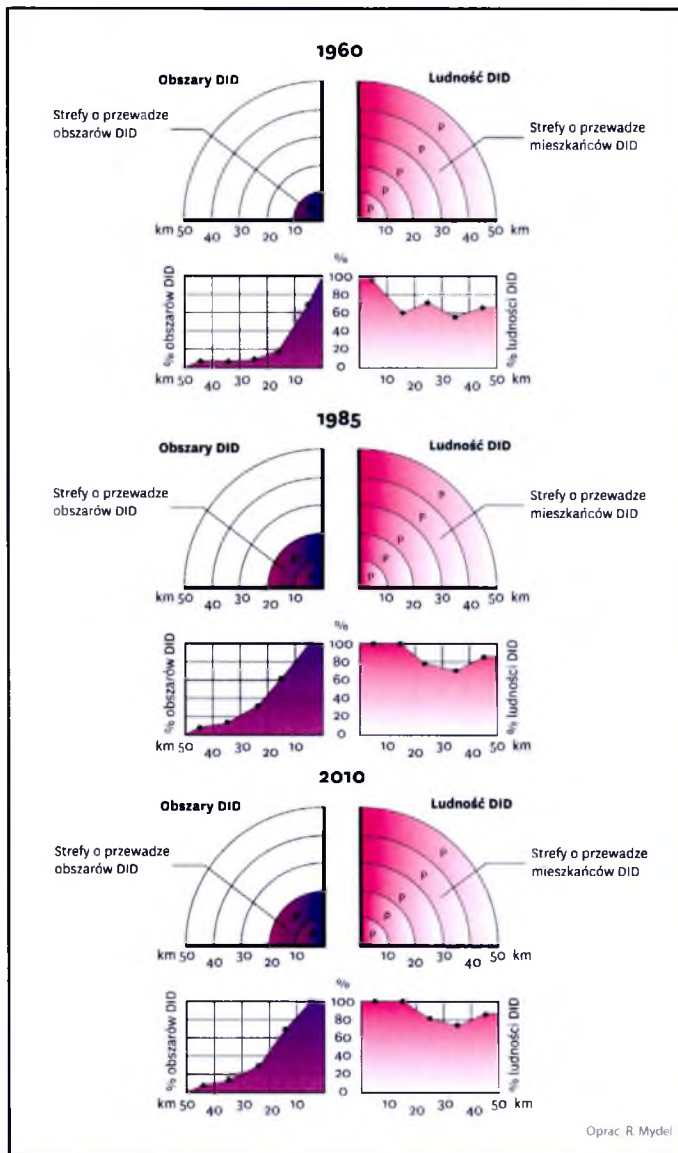 1960
Obszary DID
Ludność DID
Strefy o przewadze
obszarów DID
Strefy o przewadze
mieszkańców DID
P
P
P
P
P
km 50 40 30 20 10
10 20 30 40 50 km
% obszarów DID
%
100
80
60
40
20
0
% ludności DID
km 50 40 30 20 10
10 20 30 40 50 km
1985
Obszary DID
Ludność DID
Strefy o przewadze
obszarów DID
Strefy o przewadze
mieszkańców DID
P
P
P
P
P
km 50 40 30 20 10
10 20 30 40 50 km
% obszarów DID
%
100
80
60
40
20
0
% ludności DID
km 50 40 30 20 10
10 20 30 40 50 km
2010
Obszary DID
Ludność DID
Strefy o przewadze
obszarów DID
Strefy o przewadze
mieszkańców DID
P
P
P
P
P
km 50 40 30 20 10
10 20 30 40 50 km
% obszarów DID
%
100
80
60
40
20
0
% ludności DID
km 50 40 30 20 10
10 20 30 40 50 km
Oprac. R. Mydel